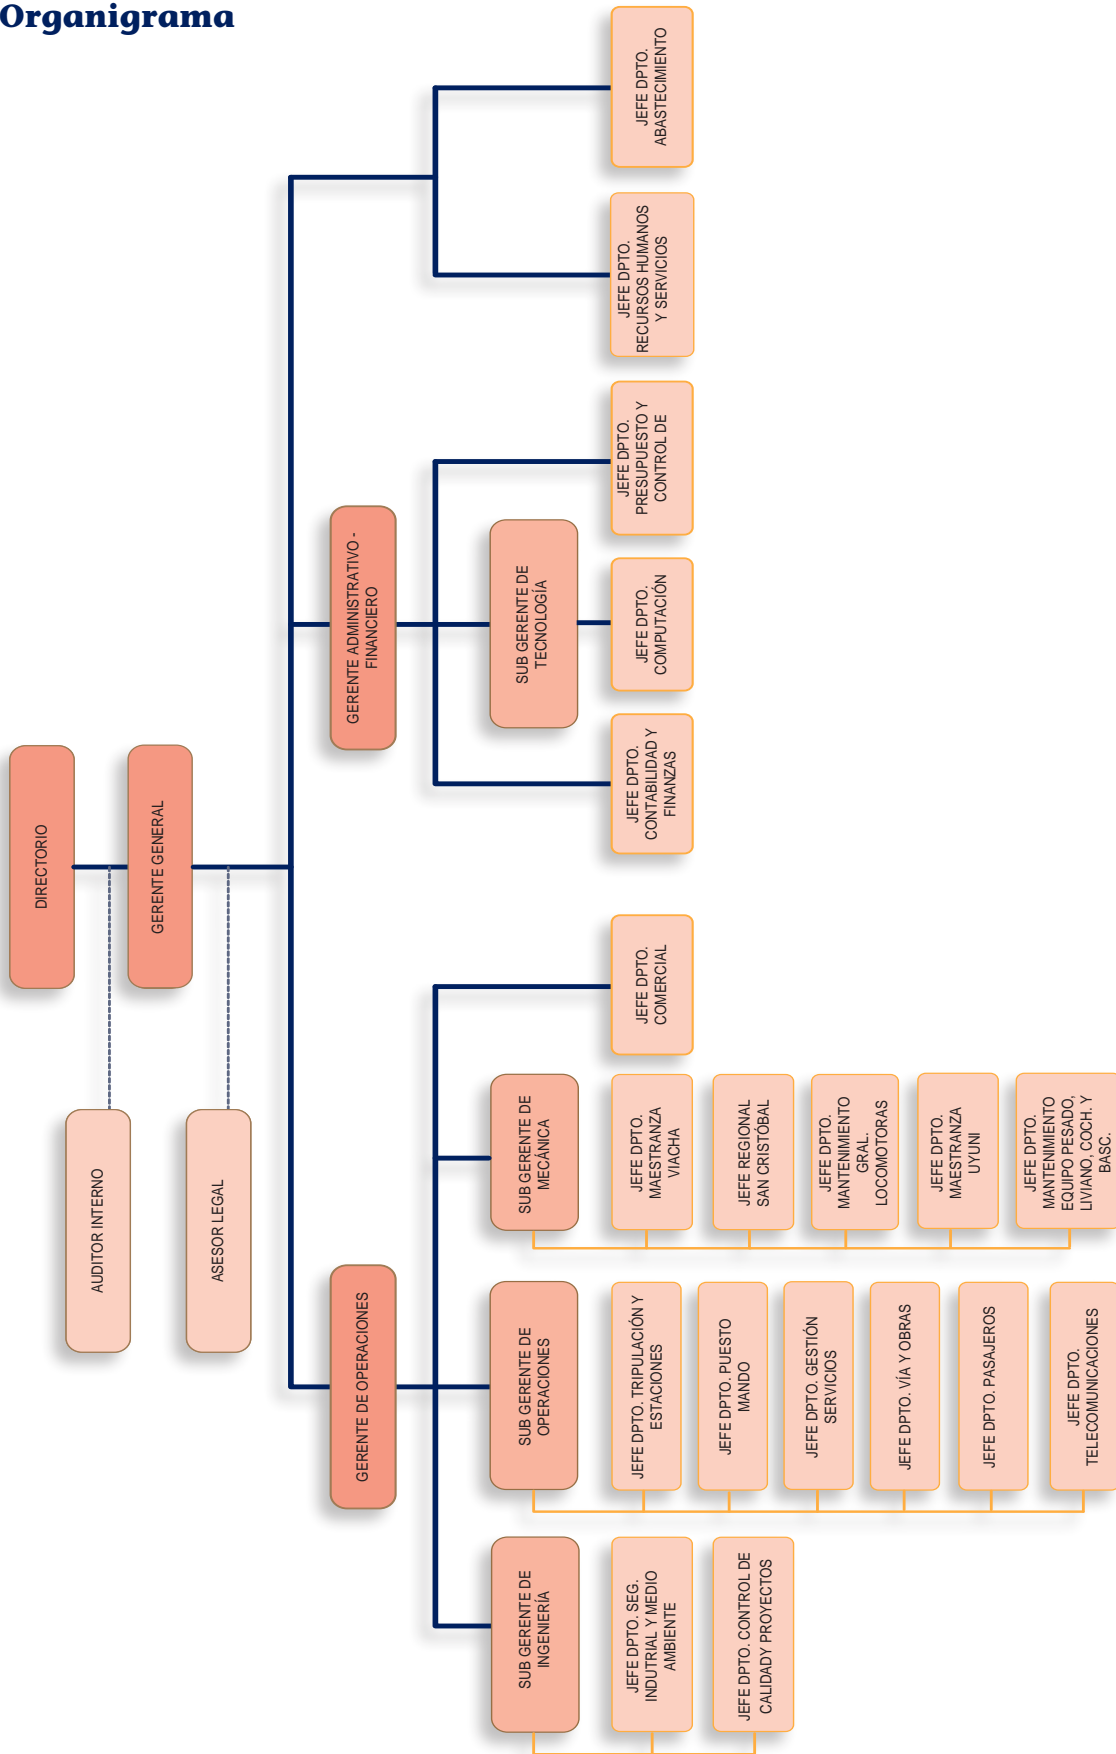 Organigrama
DIRECTORIO
GERENTE GENERAL
AUDITOR INTERNO
ASESOR LEGAL
GERENTE DE OPERACIONES
GERENTE ADMINISTRATIVO -
FINANCIERO
SUB GERENTE DE
INGENIERÍA
SUB GERENTE DE
OPERACIONES
SUB GERENTE DE
MECÁNICA
SUB GERENTE DE
TECNOLOGÍA
JEFE DPTO. SEG.
INDUTRIAL Y MEDIO
AMBIENTE
JEFE DPTO. CONTROL DE
CALIDADY PROYECTOS
JEFE DPTO. TRIPULACIÓN Y
ESTACIONES
JEFE DPTO. PUESTO
MANDO
JEFE DPTO. GESTIÓN
SERVICIOS
JEFE DPTO. VÍA Y OBRAS
JEFE DPTO. PASAJEROS
JEFE DPTO.
TELECOMUNICACIONES
JEFE DPTO.
MAESTRANZA
VIACHA
JEFE REGIONAL
SAN CRISTÓBAL
JEFE DPTO.
MANTENIMIENTO
GRAL.
LOCOMOTORAS
JEFE DPTO.
MAESTRANZA
UYUNI
JEFE DPTO.
MANTENIMIENTO
EQUIPO PESADO,
LIVIANO, COCH. Y
BASC.
JEFE DPTO.
COMERCIAL
JEFE DPTO.
CONTABILIDAD Y
FINANZAS
JEFE DPTO.
COMPUTACIÓN
JEFE DPTO.
PRESUPUESTO Y
CONTROL DE
JEFE DPTO.
RECURSOS HUMANOS
Y SERVICIOS
JEFE DPTO.
ABASTECIMIENTO